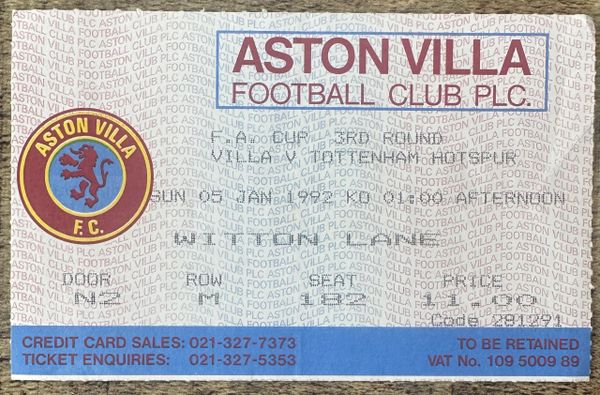 ASTON VILLA
FOOTBALL CLUB PLC.
ASTON VILLA
F.C.
F.A. CUP 3RD ROUND
VILLA V TOTTENHAM HOTSPUR
SUN 05 JAN 1992 KO 01:00 AFTERNOON
WITTON LANE
DOOR ROW SEAT PRICE
N2 M 182 11.00
Code 281291
CREDIT CARD SALES: 021-327-7373 TO BE RETAINED
TICKET ENQUIRIES: 021-327-5353 VAT No. 109 5009 89